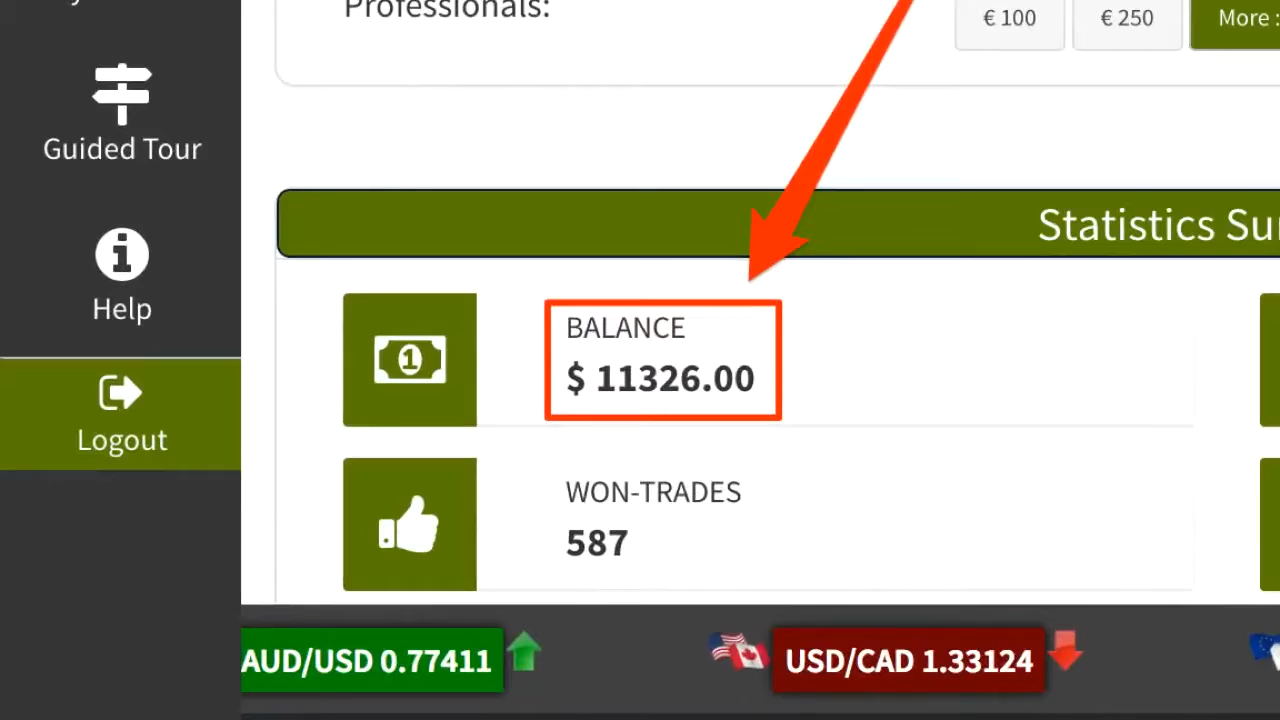 Professionals:
€ 100
€ 250
More :
Guided Tour
Statistics
Help
BALANCE
$ 11326.00
Logout
WON-TRADES
587
AUD/USD 0.77411
USD/CAD 1.33124